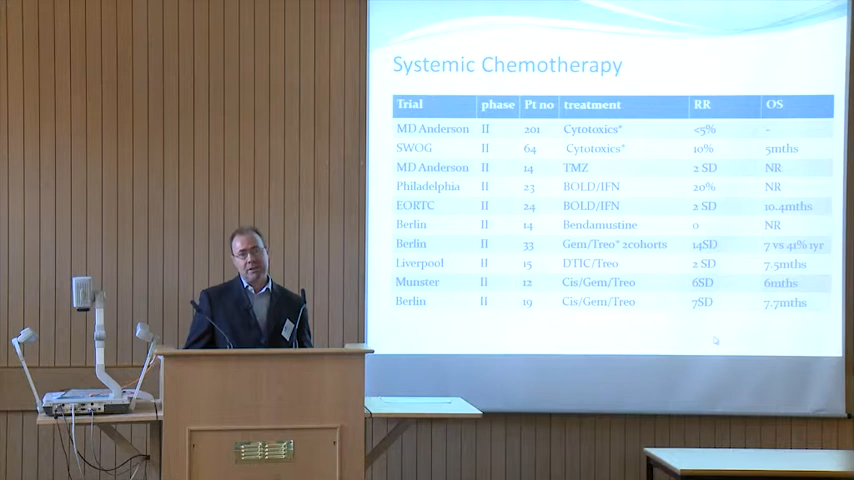 Systemic Chemotherapy
Trial phase Pt no treatment RR OS
MD Anderson II 201 Cytotoxics* <5% -
SWOG II 64 Cytotoxics* 10% 5mths
MD Anderson II 14 TMZ 2 SD NR
Philadelphia II 23 BOLD/IFN 20% NR
EORTC II 24 BOLD/IFN 2 SD 10.4mths
Berlin II 14 Bendamustine 0 NR
Berlin II 33 Gem/Treo* 2cohorts 14SD 7 vs 41% 1yr
Liverpool II 15 DTIC/Treo 2 SD 7.5mths
Munster II 12 Cis/Gem/Treo 6SD 6mths
Berlin II 19 Cis/Gem/Treo 7SD 7.7mths